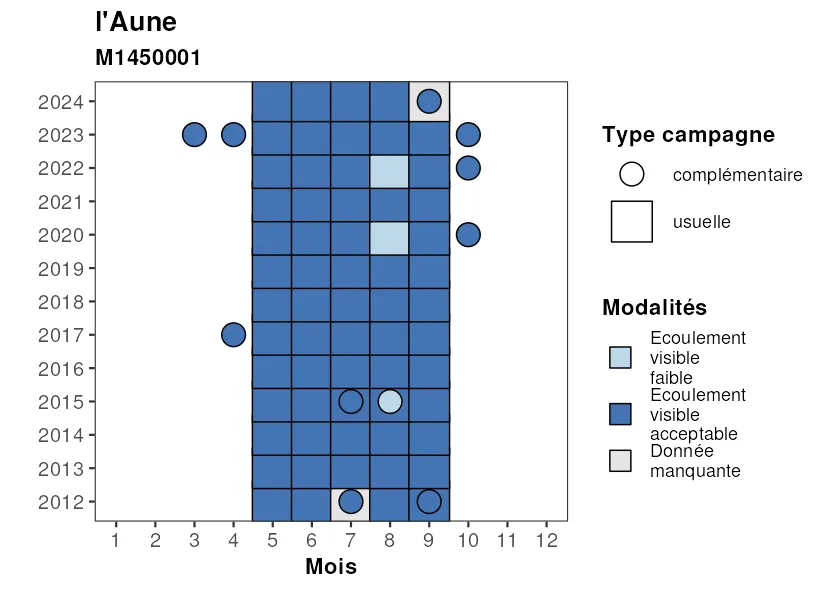 l'Aune
M1450001
2024
2023
2022
2021
2020
2019
2018
2017
2016
2015
2014
2013
2012
1 2 3 4 5 6 7 8 9 10 11 12
Mois
Type campagne
complémentaire
usuelle
Modalités
Ecoulement
visible
faible
Ecoulement
visible
acceptable
Donnée
manquante